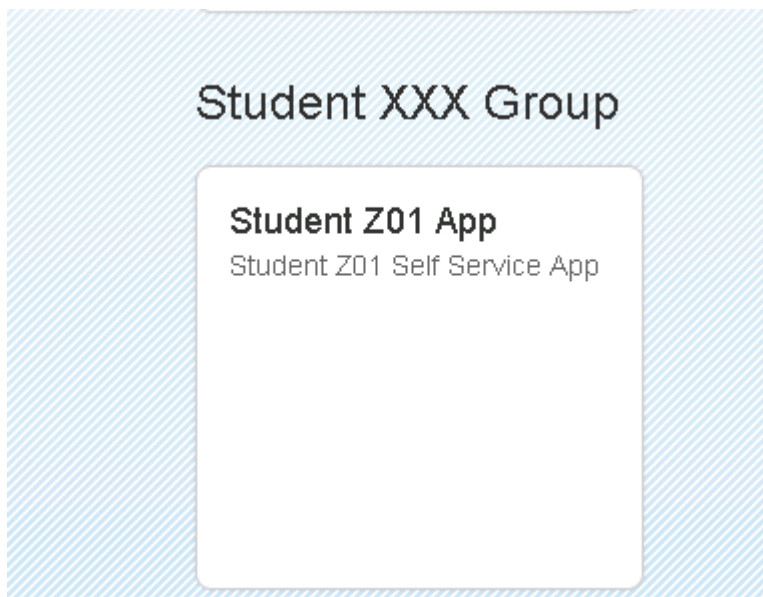 Student XXX Group
Student Z01 App
Student Z01 Self Service App